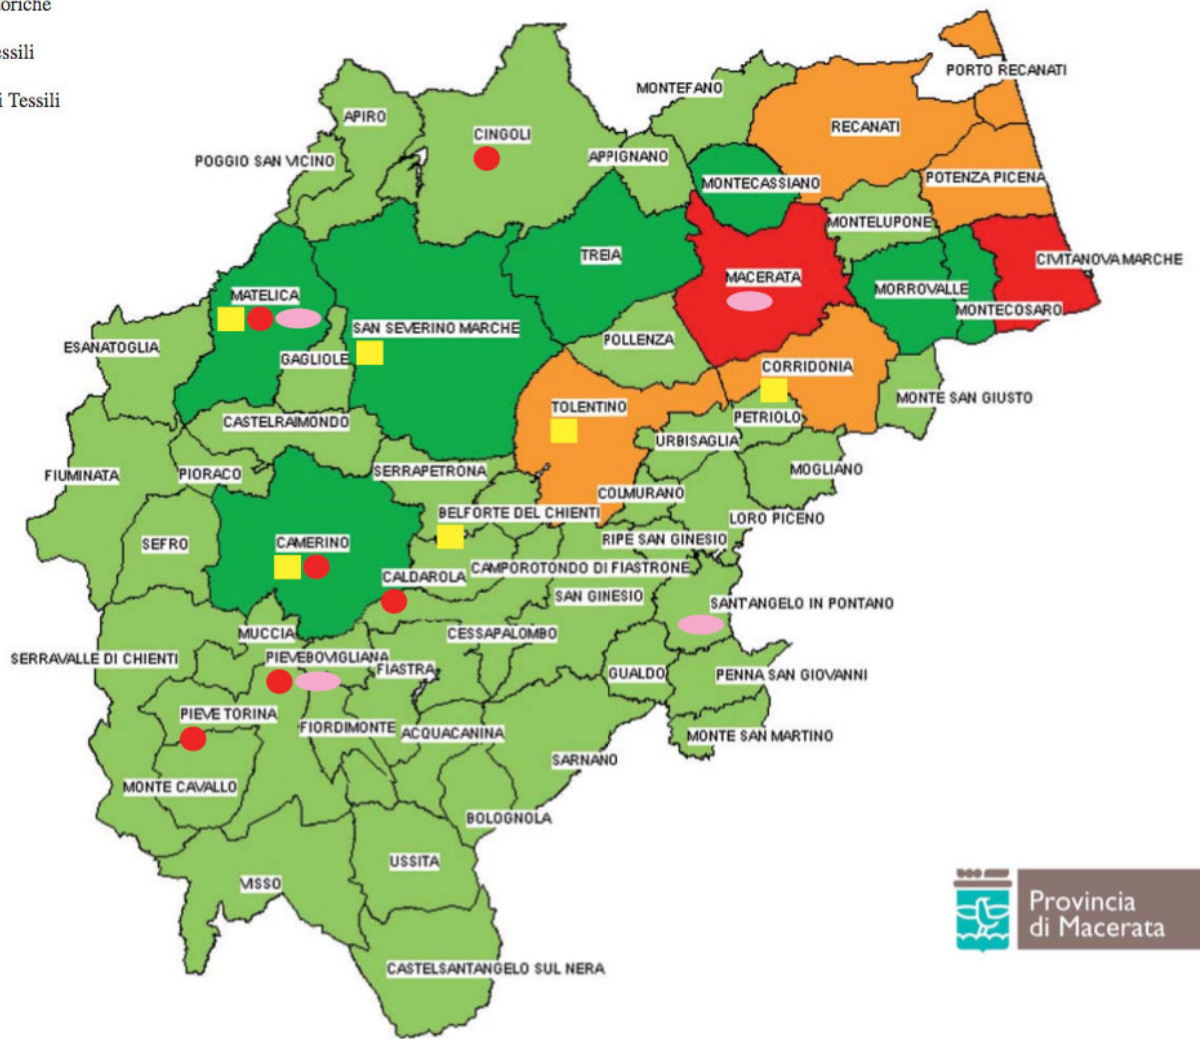 essili
i Tessili
PORTO RECANATI
MONTEFANO
APIRO
RECANATI
CINGOLI
POGGIO SAN VICINO
APPIGNANO
POTENZA PICENA
MONTECASSIANO
MONTELUPONE
TREIA
CIVITANOVA MARCHE
MACERATA
MORROVALLE
MATELICA
MONTECOSARO
SAN SEVERINO MARCHE
POLLENZA
ESANATOGLIA
GAGLIOLE
CORRIDONIA
MONTE SAN GIUSTO
TOLENTINO
PETRIOLO
CASTELRAIMONDO
URBISAGLIA
FIUMINATA
PIORACO
SERRAPETRONA
MOGLIANO
COLMURANO
BELFORTE DEL CHIENTI
LORO PICENO
SEFRO
CAMERINO
RIPE SAN GINESIO
CALDAROLA
CAMPOROTONDO DI FIASTRONE
SAN GINESIO
SANT'ANGELO IN PONTANO
MUCCIA
CESSAPALOMBO
SERRAVALLE DI CHIENTI
PIEVEBOVIGLIANA
FIASTRA
GUALDO
PENNA SAN GIOVANNI
PIEVE TORINA
FIORDIMONTE
ACQUACANINA
MONTE SAN MARTINO
SARNANO
MONTE CAVALLO
BOLOGNOLA
USSITA
VISSO
Provincia
di Macerata
CASTELSANTANGELO SUL NERA